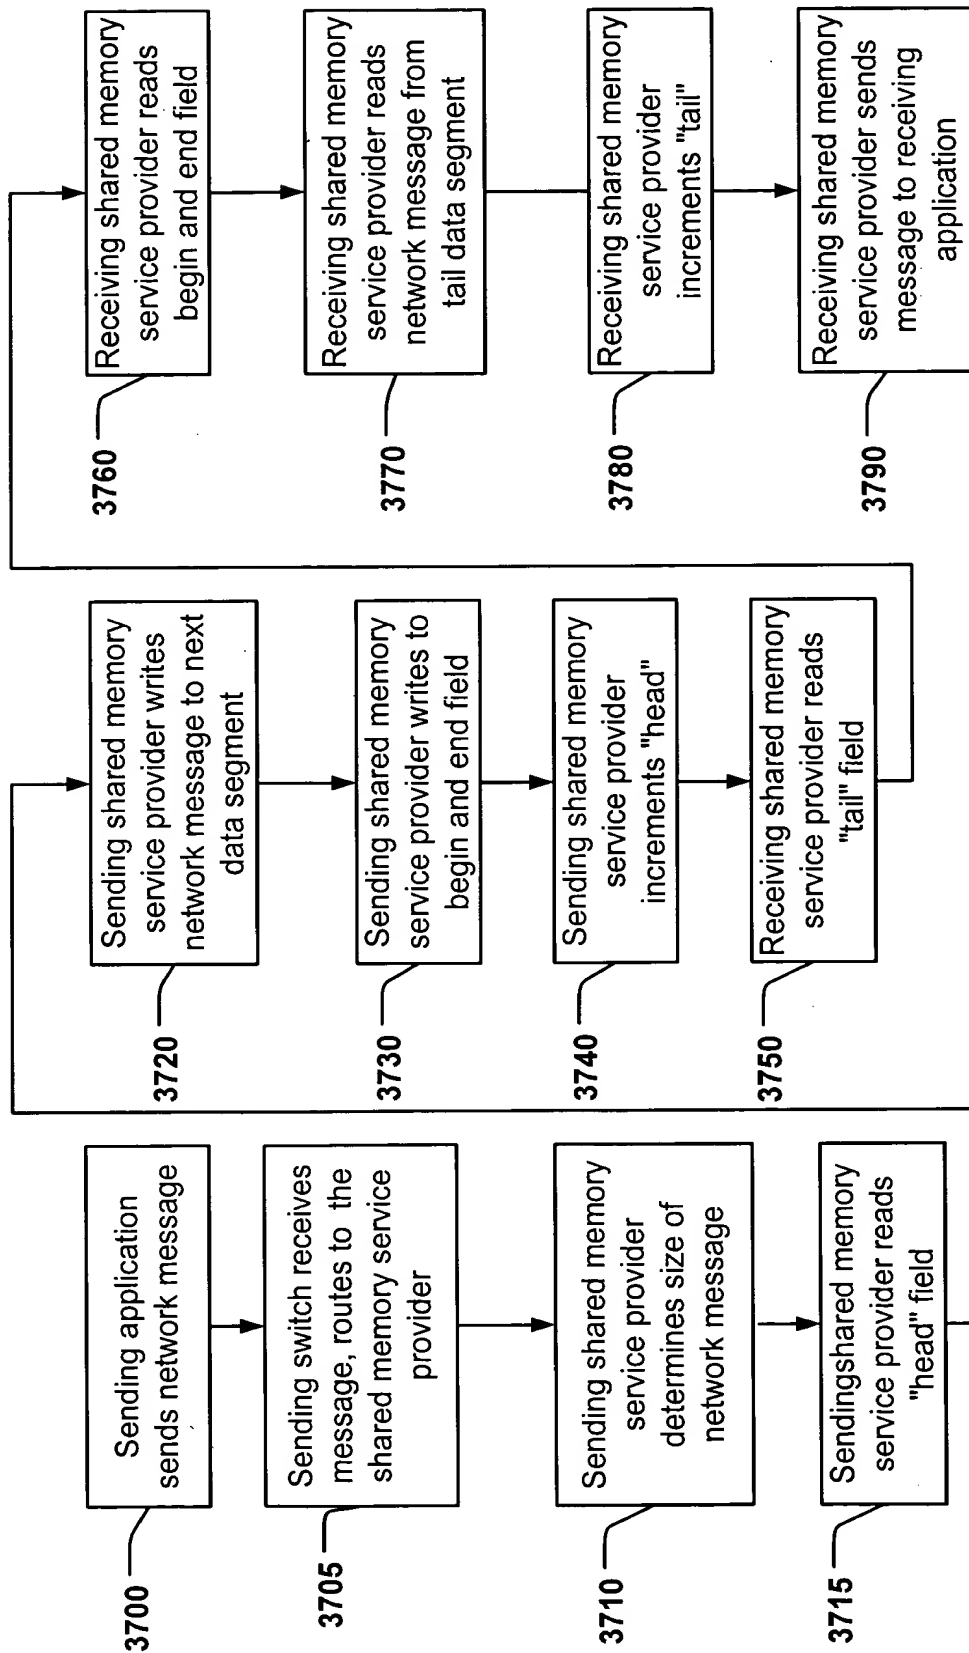 3700
Sending application
sends network message
3705
Sending switch receives
message, routes to the
shared memory service
provider
3710
Sending shared memory
service provider
determines size of
network message
3715
Sendingshared memory
service provider reads
"head" field
3720
Sending shared memory
service provider writes
network message to next
data segment
3730
Sending shared memory
service provider writes to
begin and end field
3740
Sending shared memory
service provider
increments "head"
3750
Receiving shared memory
service provider reads
"tail" field
3760
Receiving shared memory
service provider reads
begin and end field
3770
Receiving shared memory
service provider reads
network message from
tail data segment
3780
Receiving shared memory
service provider
increments "tail"
3790
Receiving shared memory
service provider sends
message to receiving
application